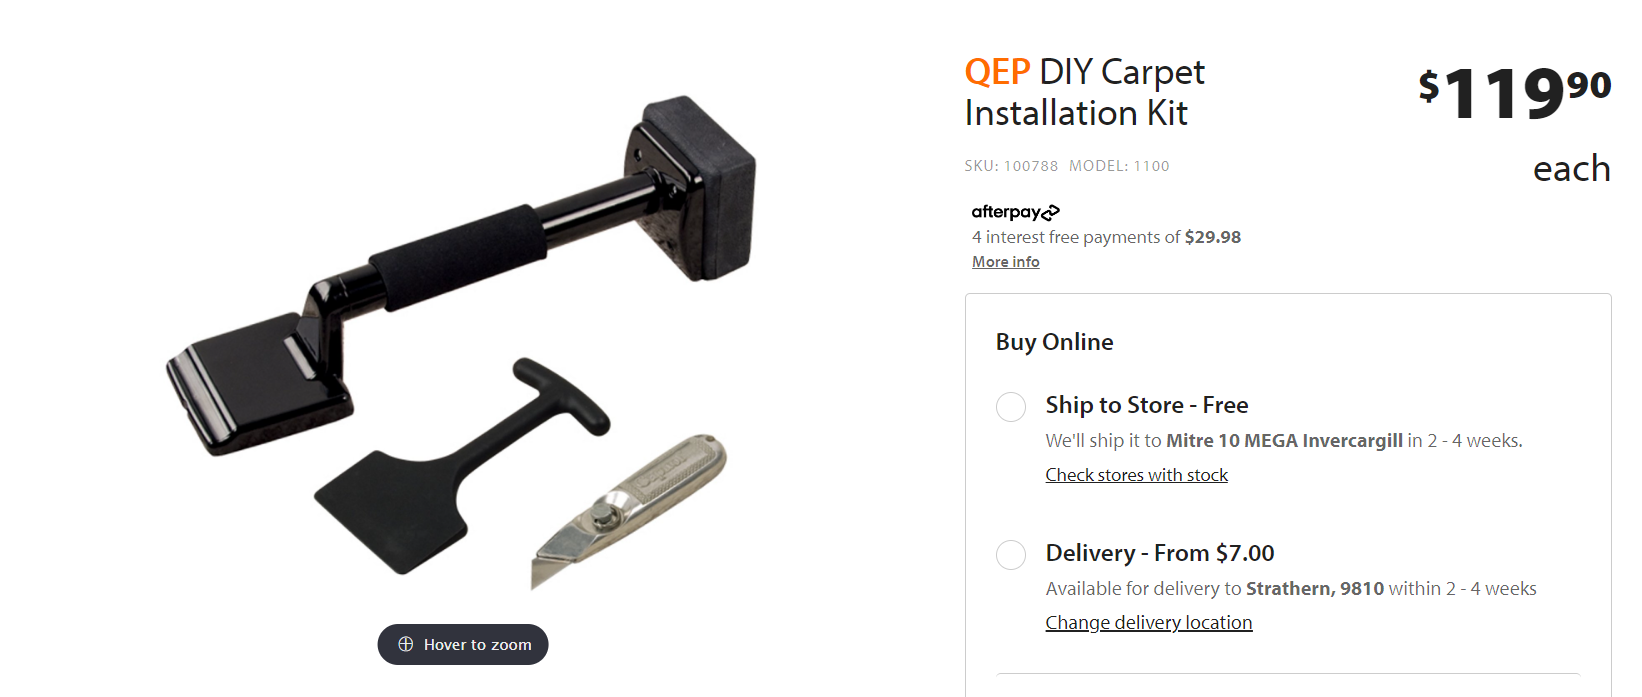 QEP DIY Carpet
Installation Kit
$119.90
each
SKU: 100788 MODEL: 1100
afterpay
4 interest free payments of $29.98
More info
Buy Online
Ship to Store - Free
We'll ship it to Mitre 10 MEGA Invercargill in 2 - 4 weeks.
Check stores with stock
Delivery - From $7.00
Available for delivery to Strathern, 9810 within 2 - 4 weeks
Change delivery location
Hover to zoom